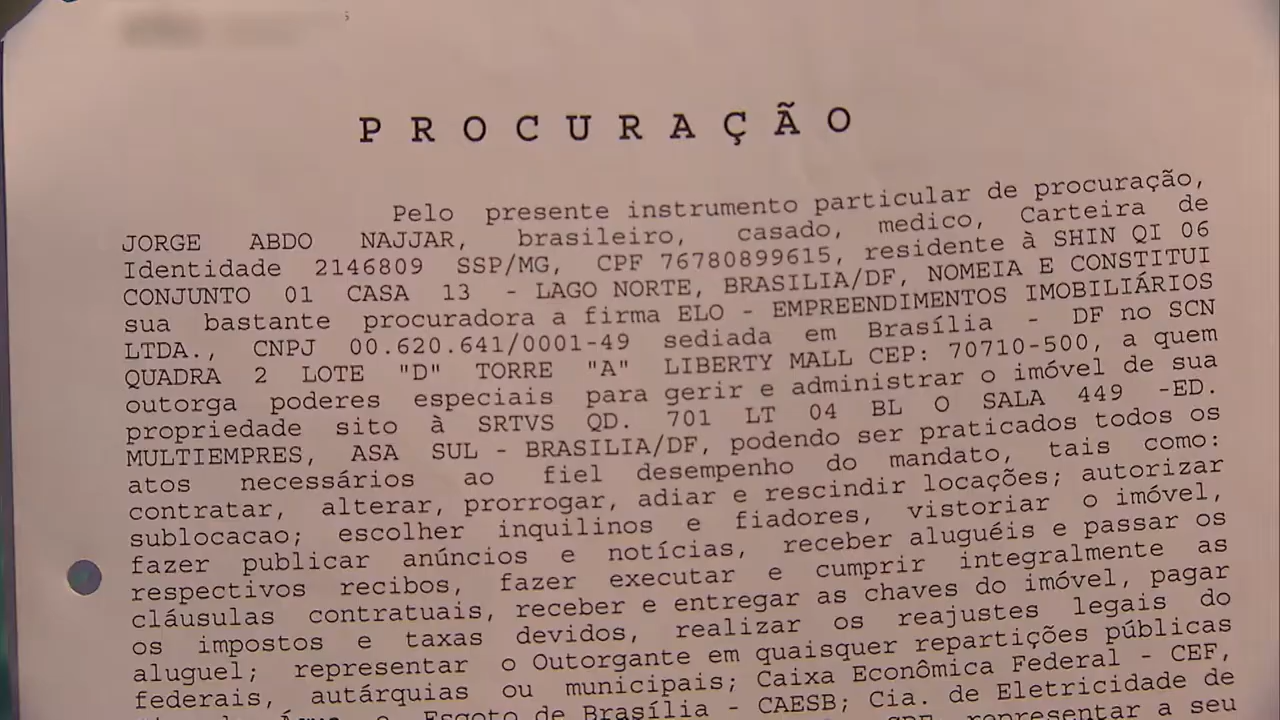 PROCURAÇÃO
Pelo presente instrumento particular de procuração,
JORGE ABDO NAJJAR, brasileiro, casado, medico, Carteira de
Identidade 2146809 SSP/MG, CPF 76780899615, residente à SHIN QI 06
CONJUNTO 01 CASA 13 - LAGO NORTE, BRASILIA/DF, NOMEIA E CONSTITUI
sua bastante procuradora a firma ELO - EMPREENDIMENTOS IMOBILIÁRIOS
LTDA., CNPJ 00.620.641/0001-49 sediada em Brasília - DF no SCN
QUADRA 2 LOTE "D" TORRE "A" LIBERTY MALL CEP: 70710-500, a quem
outorga poderes especiais para gerir e administrar o imóvel de sua
propriedade sito à SRTVS QD. 701 LT 04 BL O SALA 449 -ED.
MULTIEMPRES, ASA SUL - BRASILIA/DF, podendo ser praticados todos os
atos necessários ao fiel desempenho do mandato, tais como:
contratar, alterar, prorrogar, adiar e rescindir locações; autorizar
sublocacao; escolher inquilinos e fiadores, vistoriar o imóvel,
fazer publicar anúncios e notícias, receber aluguéis e passar os
respectivos recibos, fazer executar e cumprir integralmente as
cláusulas contratuais, receber e entregar as chaves do imóvel, pagar
os impostos e taxas devidos, realizar os reajustes legais do
aluguel; representar o Outorgante em quaisquer repartições públicas
federais, autárquias ou municipais; Caixa Econômica Federal - CEF,
Esgoto de Brasília - CAESB; Cia. de Eletricidade de
representar a seu